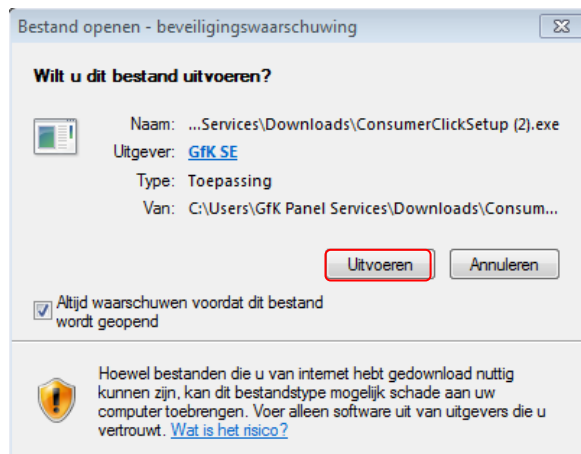 Bestand openen - beveiligingswaarschuwing
Wilt u dit bestand uitvoeren?
Naam: ...Services\Downloads\ConsumerClickSetup (2).exe
Uitgever: GfK SE
Type: Toepassing
Van: C:\Users\GfK Panel Services\Downloads\Consum...
Uitvoeren Annuleren
Altijd waarschuwen voordat dit bestand
wordt geopend
Hoewel bestanden die u van internet hebt gedownload nuttig
kunnen zijn, kan dit bestandstype mogelijk schade aan uw
computer toebrengen. Voer alleen software uit van uitgevers die u
vertrouwt. Wat is het risico?